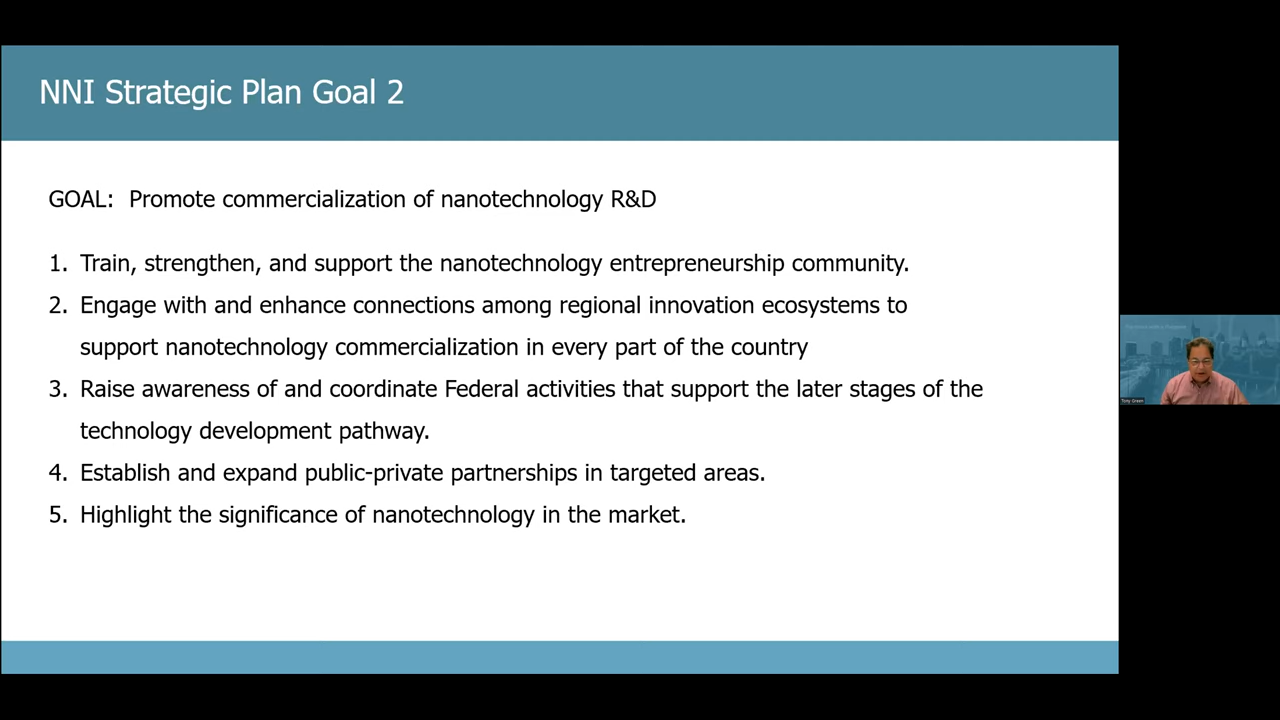 NNI Strategic Plan Goal 2
GOAL: Promote commercialization of nanotechnology R&D
1. Train, strengthen, and support the nanotechnology entrepreneurship community.
2. Engage with and enhance connections among regional innovation ecosystems to
support nanotechnology commercialization in every part of the country
3. Raise awareness of and coordinate Federal activities that support the later stages of the
technology development pathway.
4. Establish and expand public-private partnerships in targeted areas.
5. Highlight the significance of nanotechnology in the market.
Tony Green